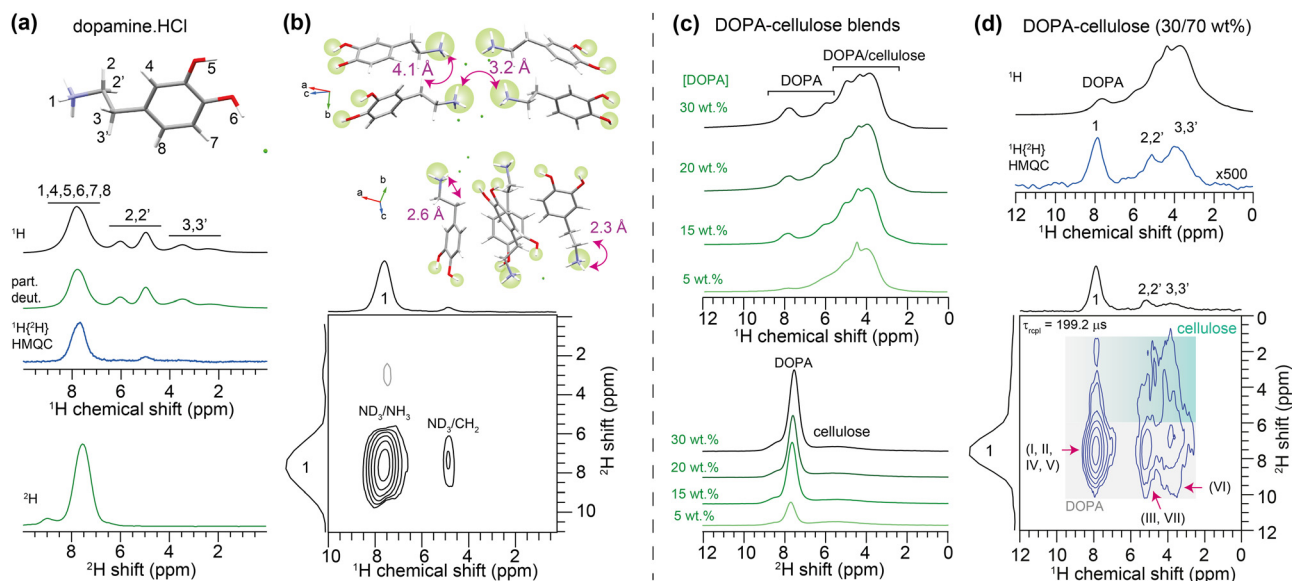 (a) dopamine.HCl
2
2'
4
5
1
3
3'
6
8
7
1,4,5,6,7,8
2,2'
3,3'
¹H
part.
deut.
¹H{²H}
HMQC
8 6 4 2
¹H chemical shift (ppm)
²H
8 6 4 2
²H shift (ppm)
(b)
4.1 Å
3.2 Å
a
c
b
b
a
c
2.6 Å
2.3 Å
1
ND₃/NH₃
ND₃/CH₂
1
2
4
6
8
10
²H shift (ppm)
10 8 6 4 2
¹H chemical shift (ppm)
(c) DOPA-cellulose blends
DOPA/cellulose
[DOPA]
DOPA
30 wt.%
20 wt.%
15 wt.%
5 wt.%
12 10 8 6 4 2 0
¹H chemical shift (ppm)
DOPA
cellulose
30 wt.%
20 wt.%
15 wt.%
5 wt.%
12 10 8 6 4 2 0
²H shift (ppm)
(d) DOPA-cellulose (30/70 wt%)
¹H
DOPA
1
2,2'
3,3'
¹H{²H}
HMQC
x500
12 10 8 6 4 2 0
¹H chemical shift (ppm)
1
2,2'
3,3'
τrcpl = 199.2 μs
cellulose
1
(I, II,
IV, V)
(VI)
DOPA
(III, VII)
0
2
4
6
8
10
12
²H shift (ppm)
12 10 8 6 4 2 0
¹H chemical shift (ppm)